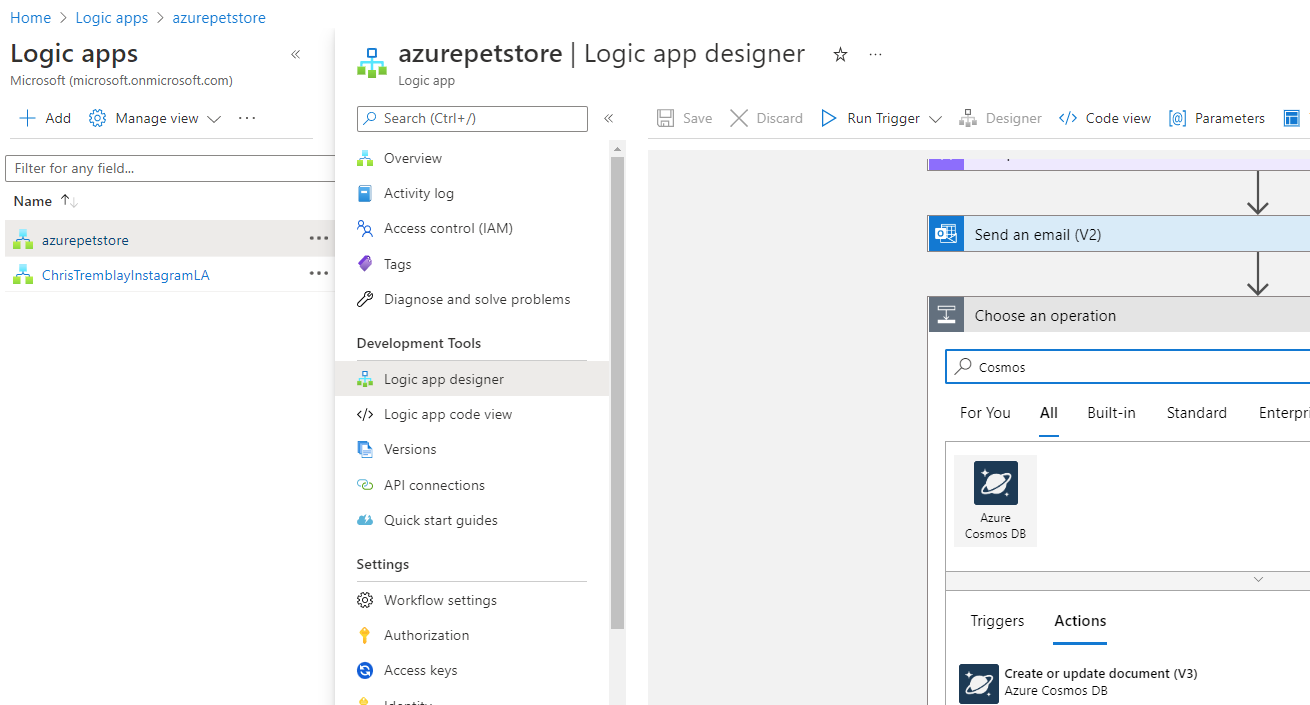 Home > Logic apps > azurepetstore
Logic apps «
Microsoft (microsoft.onmicrosoft.com)
Add Manage view ···
Filter for any field...
Name ↑↓
azurepetstore ···
ChrisTremblayInstagramLA ···
azurepetstore | Logic app designer ☆ ···
Logic app
Search (Ctrl+/) «
Overview
Activity log
Access control (IAM)
Tags
Diagnose and solve problems
Development Tools
Logic app designer
Logic app code view
Versions
API connections
Quick start guides
Settings
Workflow settings
Authorization
Access keys
Identity
Save Discard Run Trigger Designer Code view Parameters
Send an email (V2)
Choose an operation
Cosmos
For You All Built-in Standard Enterpri
Azure
Cosmos DB
Triggers Actions
Create or update document (V3)
Azure Cosmos DB